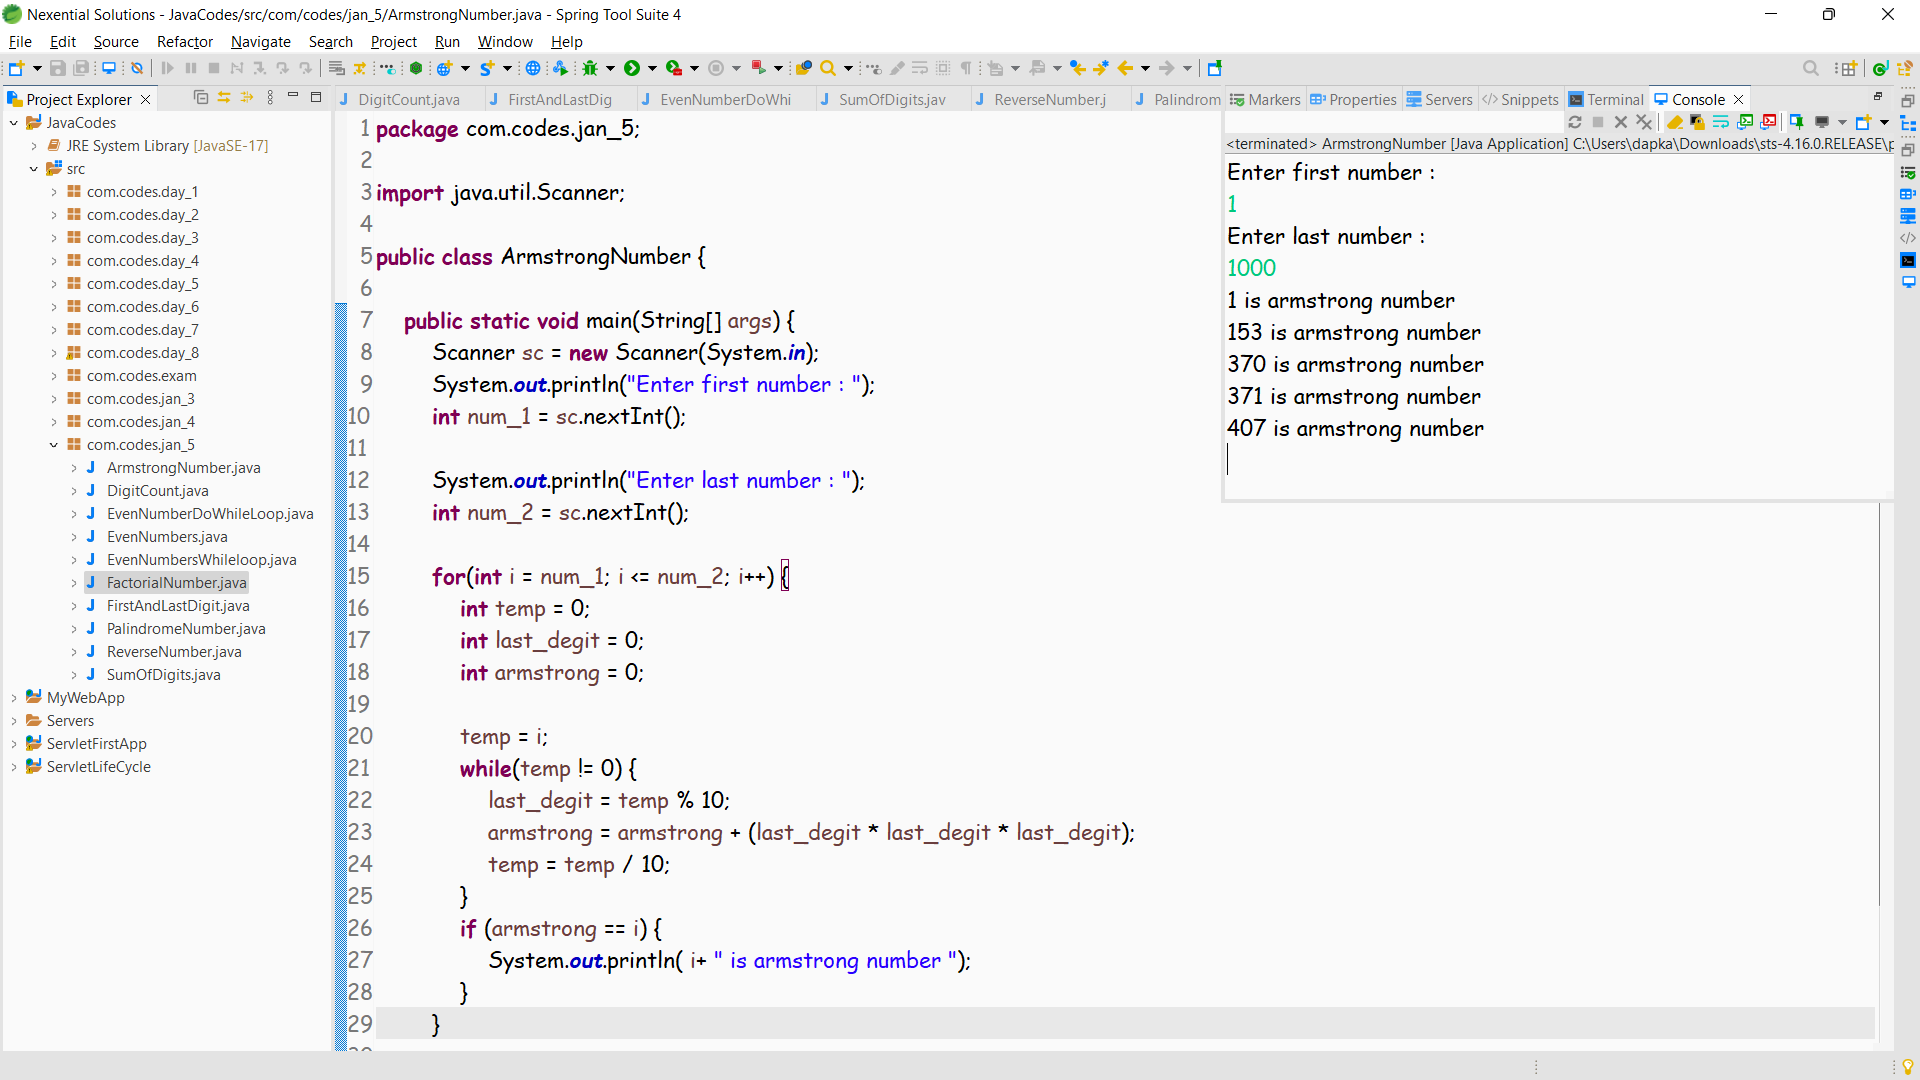 Nexential Solutions - JavaCodes/src/com/codes/jan_5/ArmstrongNumber.java - Spring Tool Suite 4
File Edit Source Refactor Navigate Search Project Run Window Help
Project Explorer
JavaCodes
JRE System Library [JavaSE-17]
src
com.codes.day_1
com.codes.day_2
com.codes.day_3
com.codes.day_4
com.codes.day_5
com.codes.day_6
com.codes.day_7
com.codes.day_8
com.codes.exam
com.codes.jan_3
com.codes.jan_4
com.codes.jan_5
ArmstrongNumber.java
DigitCount.java
EvenNumberDoWhileLoop.java
EvenNumbers.java
EvenNumbersWhileloop.java
FactorialNumber.java
FirstAndLastDigit.java
PalindromeNumber.java
ReverseNumber.java
SumOfDigits.java
MyWebApp
Servers
ServletFirstApp
ServletLifeCycle
DigitCount.java FirstAndLastDig EvenNumberDoWhi SumOfDigits.jav ReverseNumber.j Palindrom
1 package com.codes.jan_5;
2
3 import java.util.Scanner;
4
5 public class ArmstrongNumber {
6
7 public static void main(String[] args) {
8 Scanner sc = new Scanner(System.in);
9 System.out.println("Enter first number : ");
10 int num_1 = sc.nextInt();
11
12 System.out.println("Enter last number : ");
13 int num_2 = sc.nextInt();
14
15 for(int i = num_1; i <= num_2; i++) {
16 int temp = 0;
17 int last_degit = 0;
18 int armstrong = 0;
19
20 temp = i;
21 while(temp != 0) {
22 last_degit = temp % 10;
23 armstrong = armstrong + (last_degit * last_degit * last_degit);
24 temp = temp / 10;
25 }
26 if (armstrong == i) {
27 System.out.println( i+ " is armstrong number ");
28 }
29 }
Markers Properties Servers Snippets Terminal Console
<terminated> ArmstrongNumber [Java Application] C:\Users\dapka\Downloads\sts-4.16.0.RELEASE\p
Enter first number :
1
Enter last number :
1000
1 is armstrong number
153 is armstrong number
370 is armstrong number
371 is armstrong number
407 is armstrong number